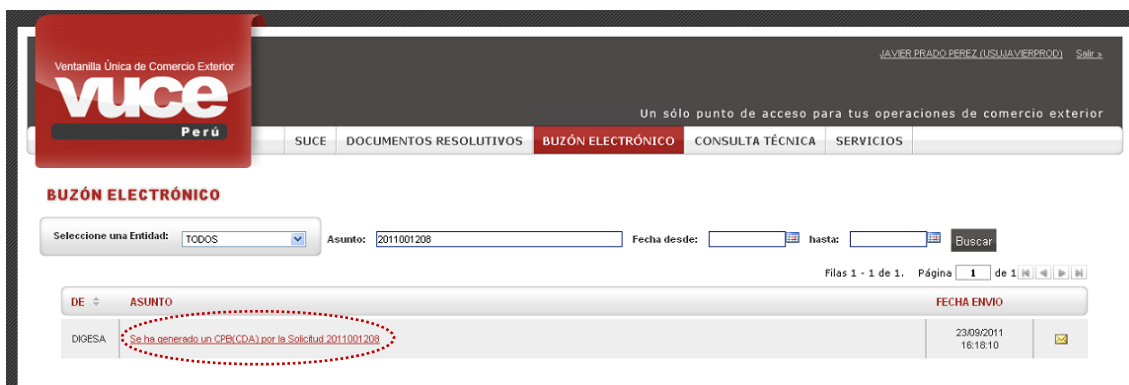 JAVIER PRADO PEREZ (USUJAVIERPROD) Salir »
Ventanilla Única de Comercio Exterior
vuce
Perú
Un sólo punto de acceso para tus operaciones de comercio exterior
SUCE DOCUMENTOS RESOLUTIVOS BUZÓN ELECTRÓNICO CONSULTA TÉCNICA SERVICIOS
BUZÓN ELECTRÓNICO
Seleccione una Entidad: TODOS Asunto: 2011001208 Fecha desde: hasta: Buscar
Filas 1 - 1 de 1. Página 1 de 1
DE ASUNTO FECHA ENVIO
DIGESA Se ha generado un CPB(CDA) por la Solicitud 2011001208 23/09/2011
16:18:10